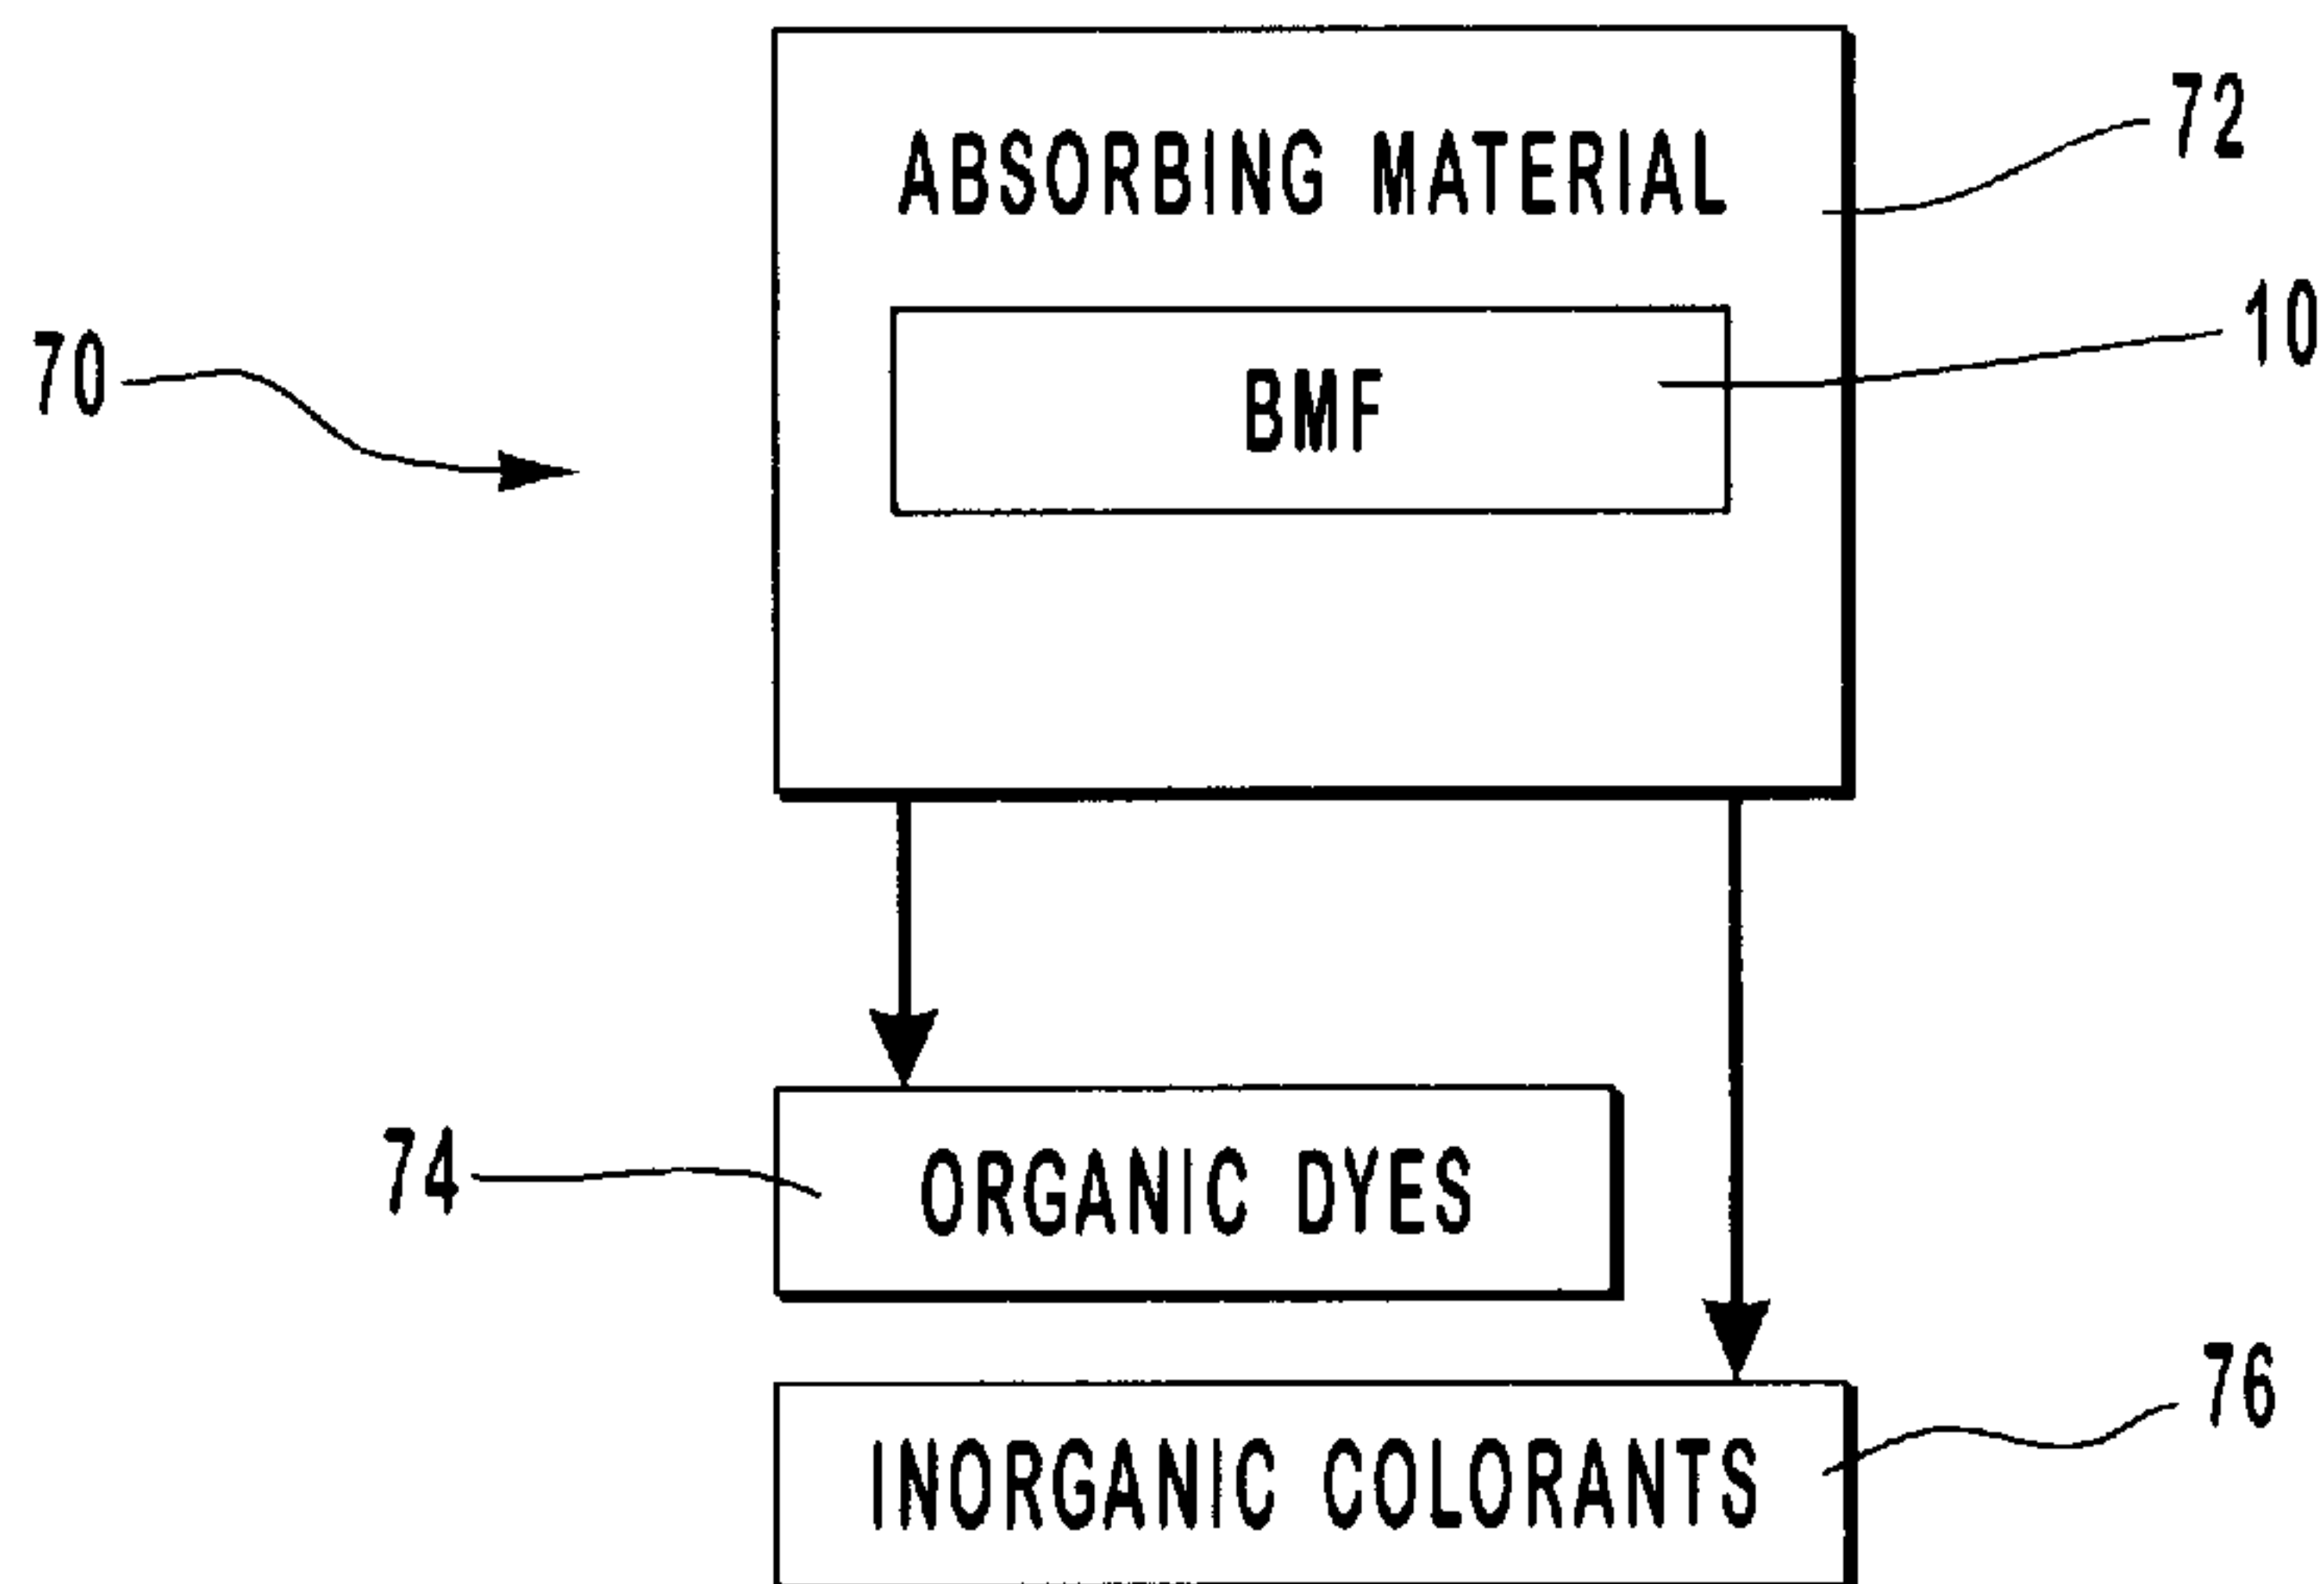 72
ABSORBING MATERIAL
10
70
BMF
74
ORGANIC DYES
76
INORGANIC COLORANTS